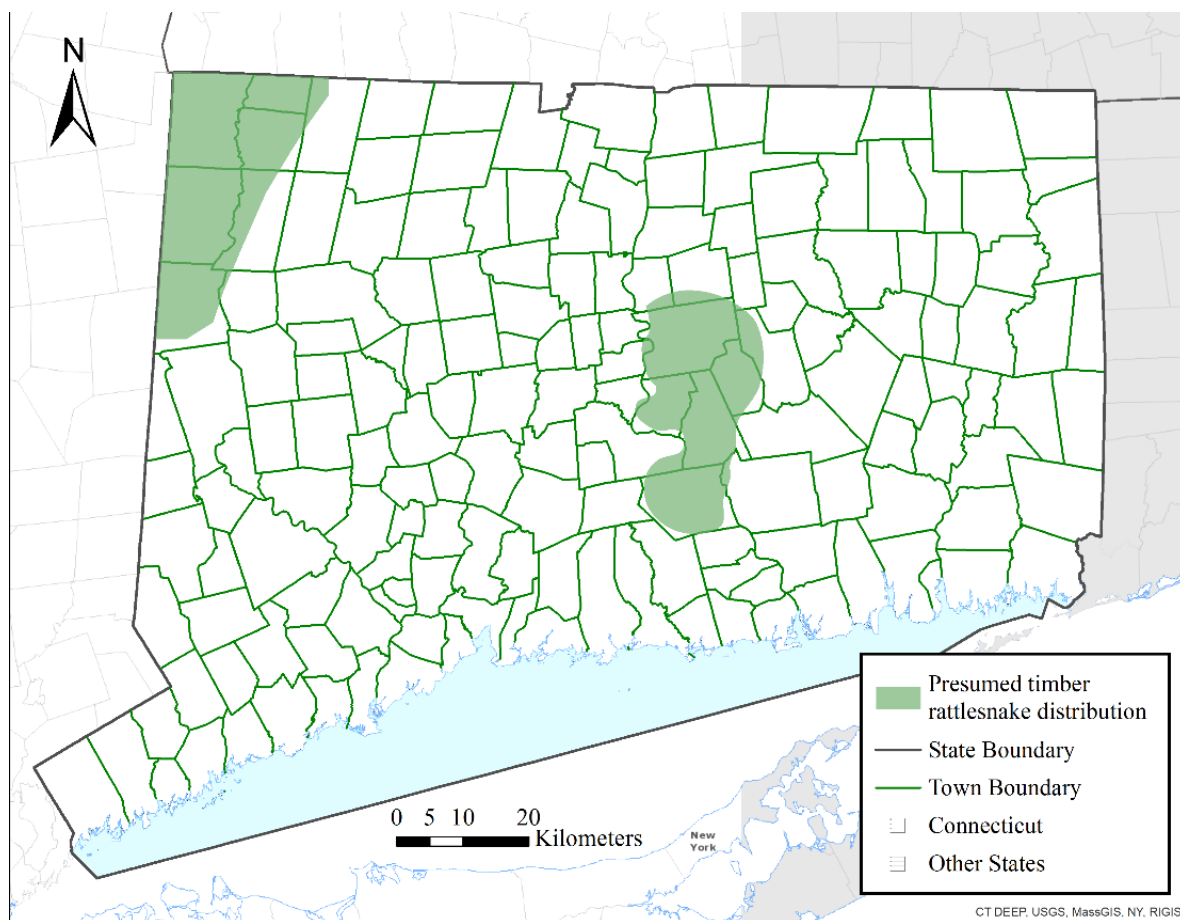 N
Presumed timber
rattlesnake distribution
State Boundary
Town Boundary
Connecticut
Other States
0 5 10 20
Kilometers
New
York
CT DEEP, USGS, MassGIS, NY, RIGIS